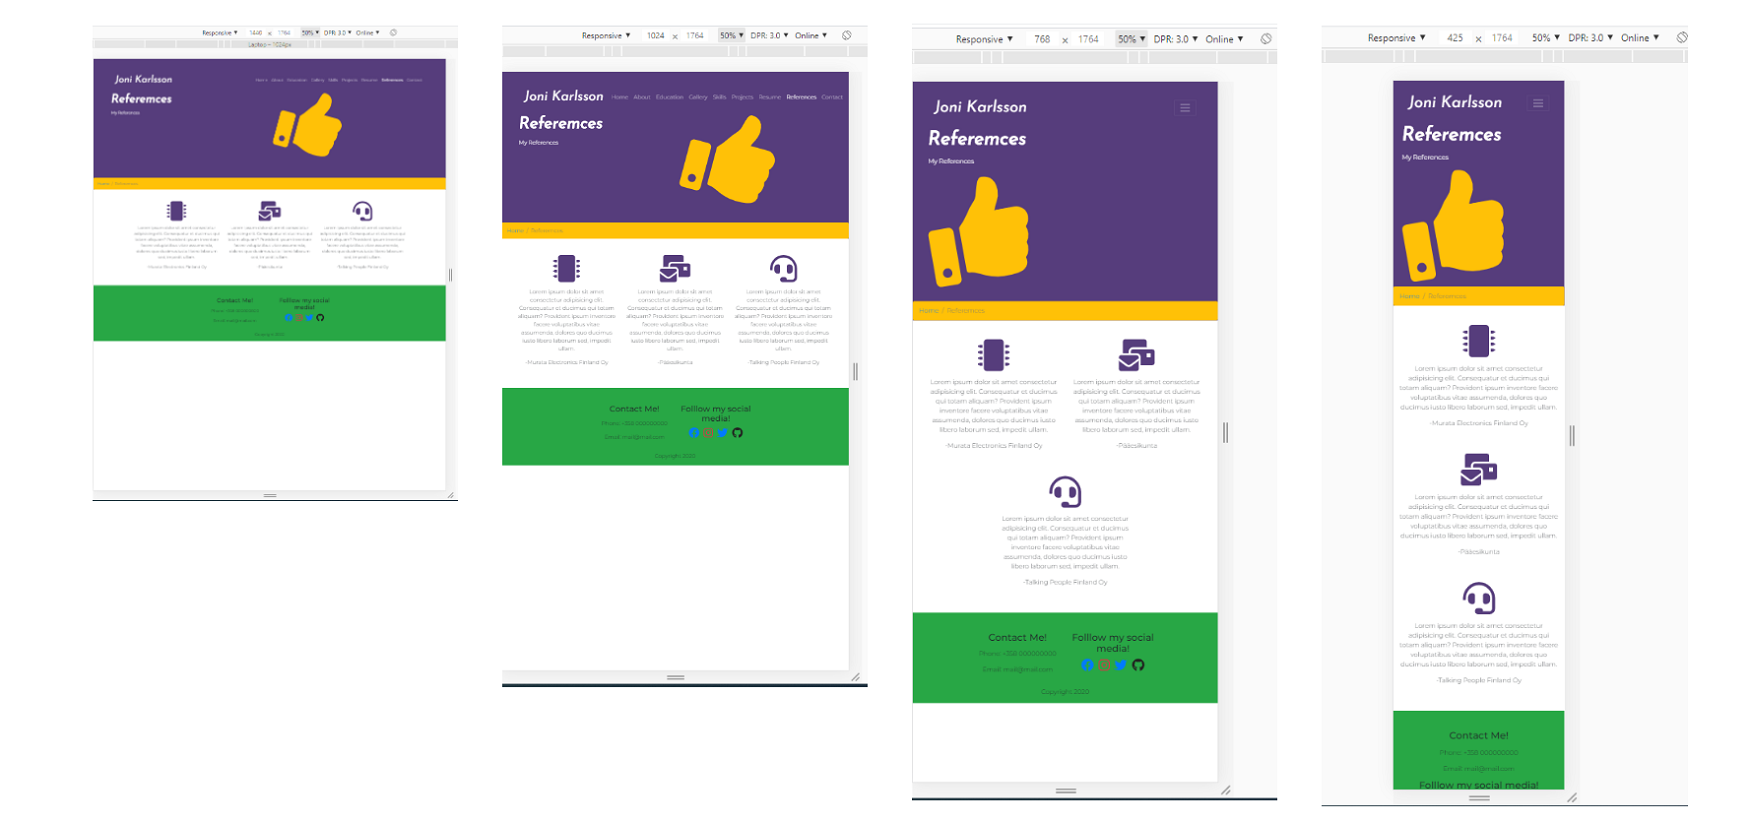 Responsive ▼ 1440 × 1764 50% ▼ DPR: 3.0 ▼ Online ▼
Laptop – 1024px
Joni Karlsson
About Education Gallery Skills Projects Resume References Contact
Referemces
My References
Home / References
Lorem ipsum dolor sit amet consectetur
-Murata Electronics Finland Oy
-Pääesikunta
-Talking People Finland Oy
Contact Me!
Folllow my social
media!
Phone: +358 000000000
Email: mail@mail.com
Copyright 2020
Responsive ▼ 1024 × 1764 50% ▼ DPR: 3.0 ▼ Online ▼
Joni Karlsson
Home About Education Gallery Skills Projects Resume References Contact
Referemces
My References
Home / References
Lorem ipsum dolor sit amet
consectetur adipisicing elit.
Consequatur et ducimus qui totam
aliquam? Provident ipsum inventore
facere voluptatibus vitae
assumenda, dolores quo ducimus
iusto libero laborum sed, impedit
ullam.
-Murata Electronics Finland Oy
Lorem ipsum dolor sit amet
consectetur adipisicing elit.
Consequatur et ducimus qui totam
aliquam? Provident ipsum inventore
facere voluptatibus vitae
assumenda, dolores quo ducimus
iusto libero laborum sed, impedit
ullam.
-Pääesikunta
Lorem ipsum dolor sit amet
consectetur adipisicing elit.
Consequatur et ducimus qui totam
aliquam? Provident ipsum inventore
facere voluptatibus vitae
assumenda, dolores quo ducimus
iusto libero laborum sed, impedit
ullam.
-Talking People Finland Oy
Contact Me!
Phone: +358 000000000
Email: mail@mail.com
Folllow my social
media!
Copyright 2020
Responsive ▼ 768 × 1764 50% ▼ DPR: 3.0 ▼ Online ▼
Joni Karlsson
Referemces
My References
Home / References
Lorem ipsum dolor sit amet consectetur
adipisicing elit. Consequatur et ducimus
qui totam aliquam? Provident ipsum
inventore facere voluptatibus vitae
assumenda, dolores quo ducimus iusto
libero laborum sed, impedit ullam.
-Murata Electronics Finland Oy
Lorem ipsum dolor sit amet consectetur
adipisicing elit. Consequatur et ducimus
qui totam aliquam? Provident ipsum
inventore facere voluptatibus vitae
assumenda, dolores quo ducimus iusto
libero laborum sed, impedit ullam.
-Pääesikunta
Lorem ipsum dolor sit amet consectetur
adipisicing elit. Consequatur et ducimus
qui totam aliquam? Provident ipsum
inventore facere voluptatibus vitae
assumenda, dolores quo ducimus iusto
libero laborum sed, impedit ullam.
-Talking People Finland Oy
Contact Me!
Phone: +358 000000000
Email: mail@mail.com
Folllow my social
media!
Copyright 2020
Responsive ▼ 425 × 1764 50% ▼ DPR: 3.0 ▼ Online ▼
Joni Karlsson
Referemces
My References
Home / References
Lorem ipsum dolor sit amet consectetur
adipisicing elit. Consequatur et ducimus qui
totam aliquam? Provident ipsum inventore facere
voluptatibus vitae assumenda, dolores quo
ducimus iusto libero laborum sed, impedit ullam.
-Murata Electronics Finland Oy
Lorem ipsum dolor sit amet consectetur
adipisicing elit. Consequatur et ducimus qui
totam aliquam? Provident ipsum inventore facere
voluptatibus vitae assumenda, dolores quo
ducimus iusto libero laborum sed, impedit ullam.
-Pääesikunta
Lorem ipsum dolor sit amet consectetur
adipisicing elit. Consequatur et ducimus qui
totam aliquam? Provident ipsum inventore facere
voluptatibus vitae assumenda, dolores quo
ducimus iusto libero laborum sed, impedit ullam.
-Talking People Finland Oy
Contact Me!
Phone: +358 000000000
Email: mail@mail.com
Folllow my social media!